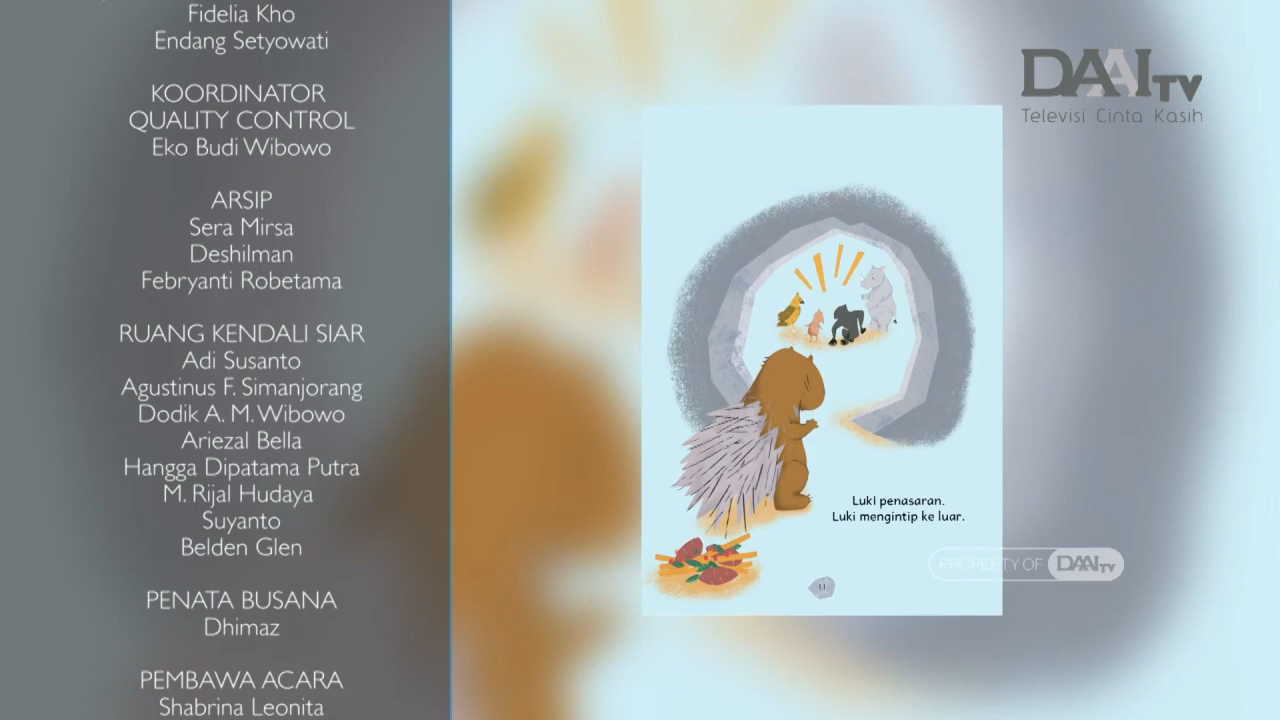 Fidelia Kho
Endang Setyowati
KOORDINATOR
QUALITY CONTROL
Eko Budi Wibowo
ARSIP
Sera Mirsa
Deshilman
Febryanti Robetama
RUANG KENDALI SIAR
Adi Susanto
Agustinus F. Simanjorang
Dodik A. M. Wibowo
Ariezal Bella
Hangga Dipatama Putra
M. Rijal Hudaya
Suyanto
Belden Glen
PENATA BUSANA
Dhimaz
PEMBAWA ACARA
Shabrina Leonita
DAAI TV
Televisi Cinta Kasih
LukI penasaran.
Luki mengintip ke luar.
PROPERTY OF DAAI TV
11